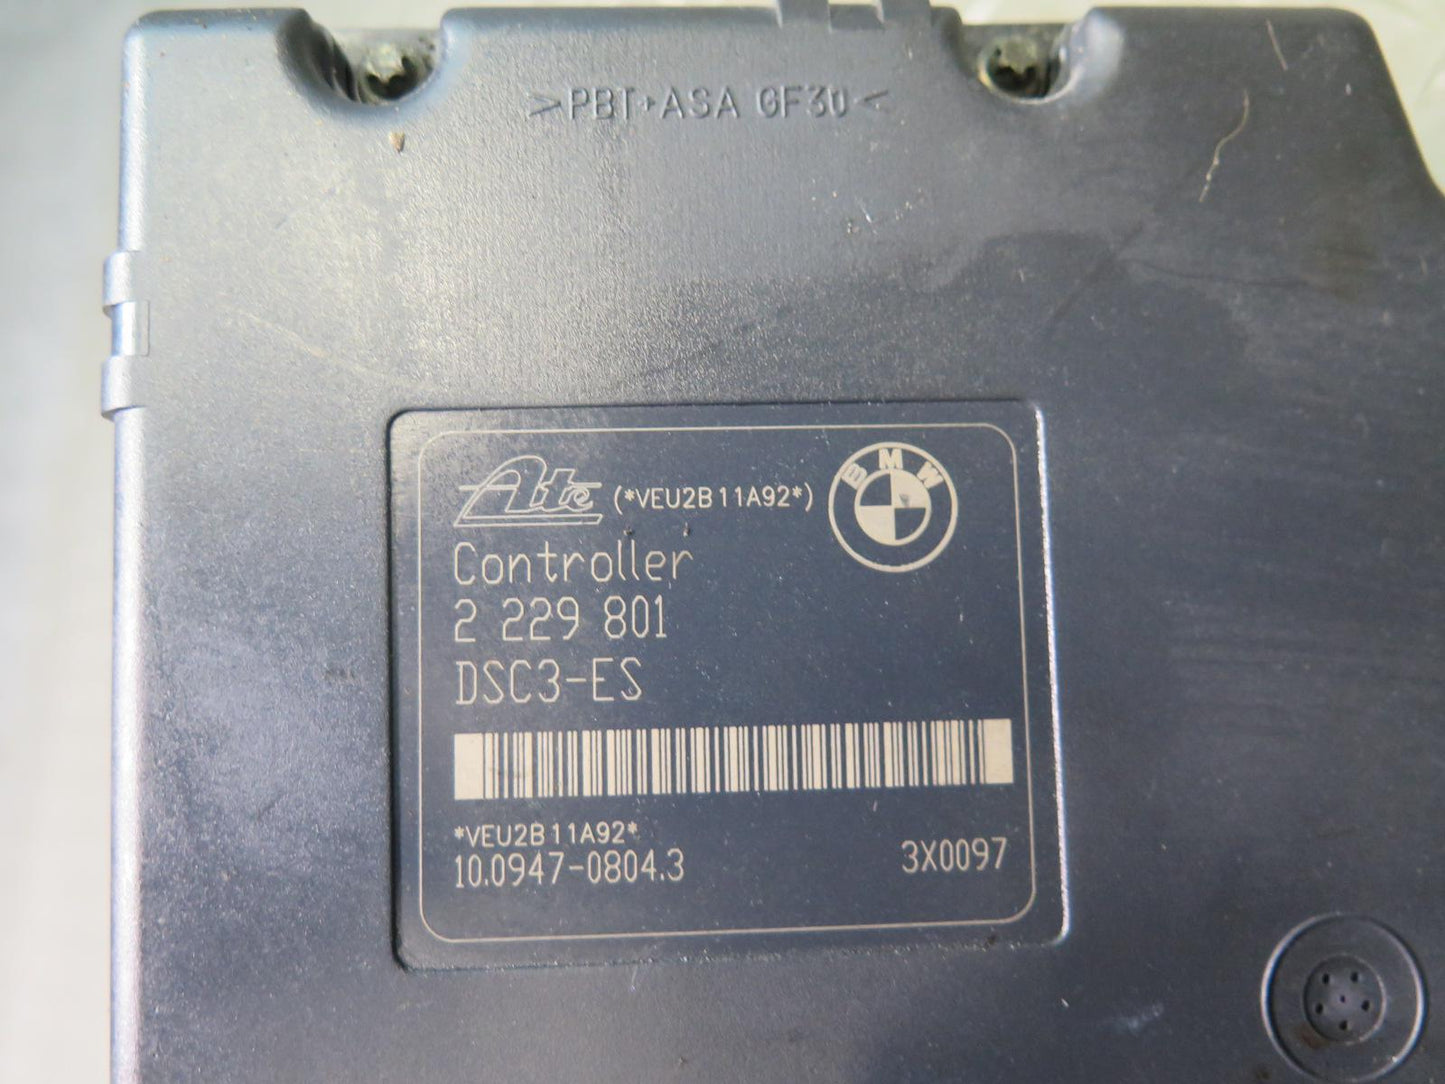 >PBT+ASA GF30<
Ate (*VEU2B11A92*) BMW
Controller
2 229 801
DSC3-ES
*VEU2B11A92*
10.0947-0804.3 3X0097